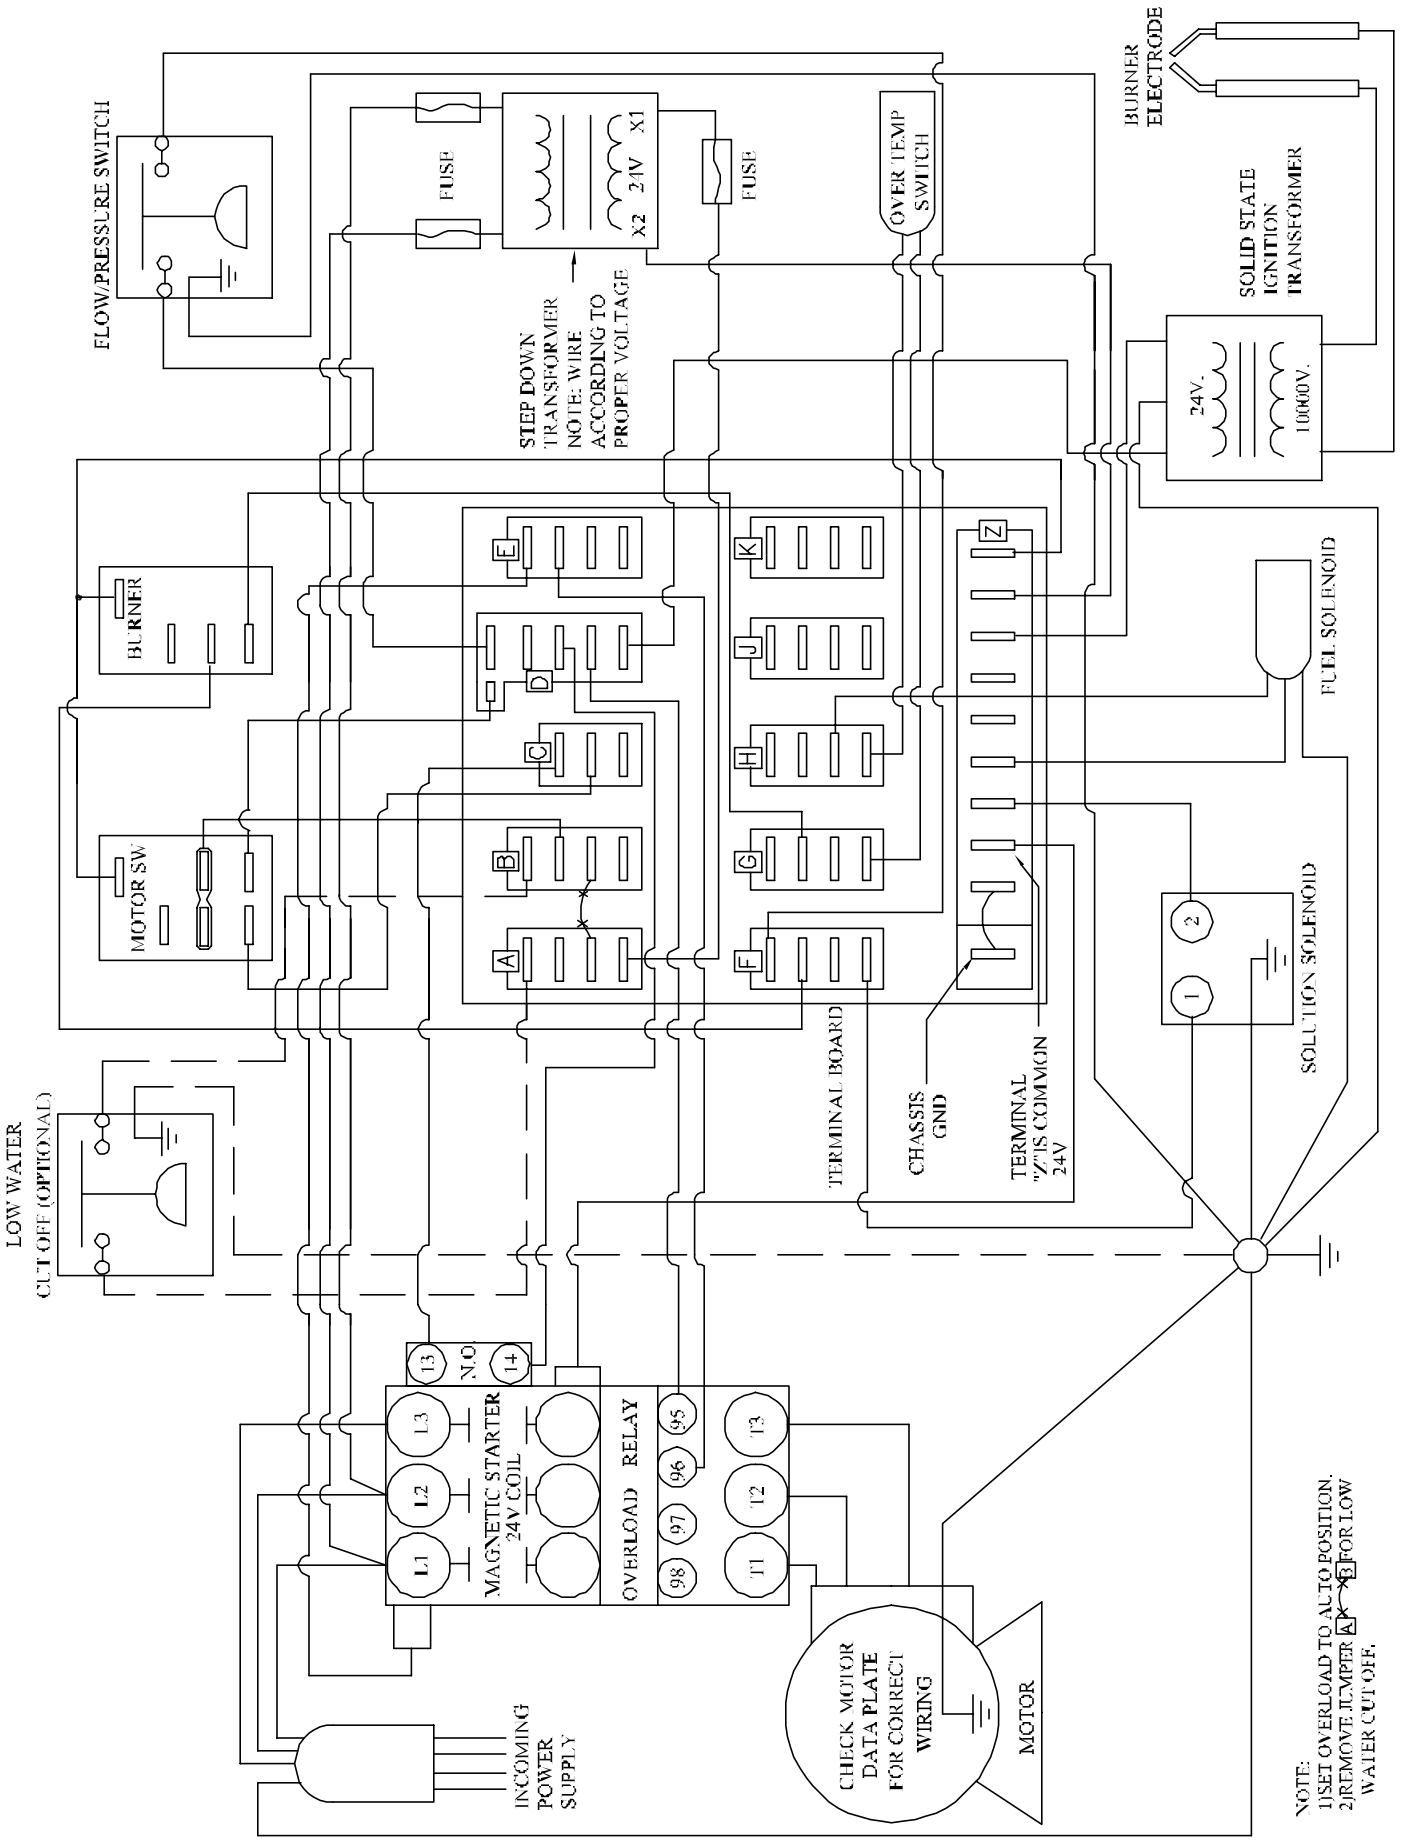 LOW WATER
CUT OFF (OPTIONAL)
MOTOR SW
BURNER
FLOW/PRESSURE SWITCH
INCOMING
POWER
SUPPLY
L1
L2
L3
MAGNETIC STARTER
24V COIL
13
N.O.
14
OVERLOAD RELAY
98
97
96
95
T1
T2
T3
CHECK MOTOR
DATA PLATE
FOR CORRECT
WIRING
MOTOR
A
B
C
D
E
F
G
H
J
K
Z
TERMINAL BOARD
CHASSIS
GND
TERMINAL
"Z"IS COMMON
24V
STEP DOWN
TRANSFORMER
NOTE: WIRE
ACCORDING TO
PROPER VOLTAGE
FUSE
X2 24V X1
FUSE
OVER TEMP
SWITCH
BURNER
ELECTRODE
SOLID STATE
IGNITION
TRANSFORMER
24V.
10000V.
FUEL SOLENOID
1
2
SOLUTION SOLENOID
NOTE:
1)SET OVERLOAD TO AUTO POSITION.
2)REMOVE JUMPER A B FOR LOW
WATER CUT OFF.